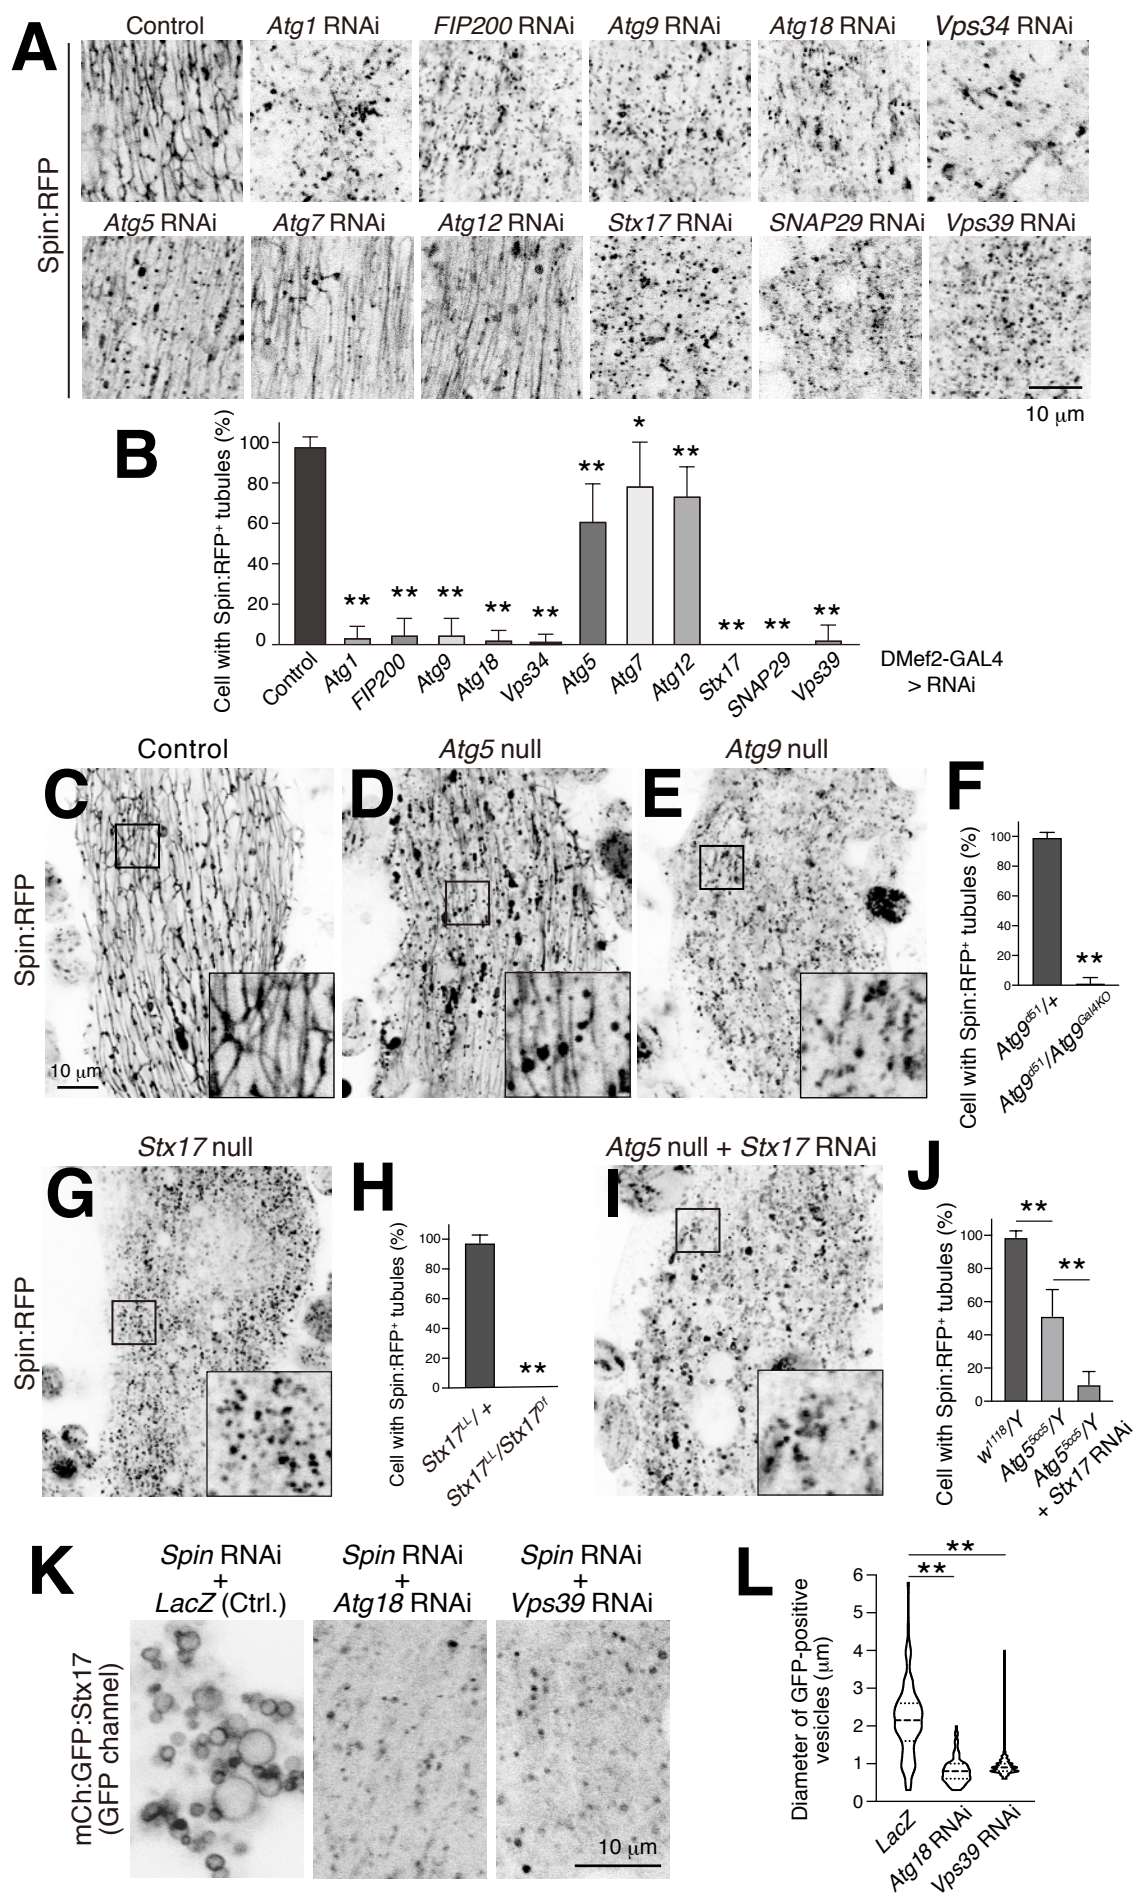 A
Control
Atg1 RNAi
FIP200 RNAi
Atg9 RNAi
Atg18 RNAi
Vps34 RNAi
Spin:RFP
Atg5 RNAi
Atg7 RNAi
Atg12 RNAi
Stx17 RNAi
SNAP29 RNAi
Vps39 RNAi
10 μm
B
Cell with Spin:RFP⁺ tubules (%)
100
80
60
40
20
0
**
**
**
**
**
**
*
**
**
**
**
Control
Atg1
FIP200
Atg9
Atg18
Vps34
Atg5
Atg7
Atg12
Stx17
SNAP29
Vps39
DMef2-GAL4
> RNAi
Control
Atg5 null
Atg9 null
C
D
E
F
Spin:RFP
10 μm
Cell with Spin:RFP⁺ tubules (%)
100
80
60
40
20
0
**
Atg9ᵈ⁵¹/+
Atg9ᵈ⁵¹/Atg9ᴳᵃˡ⁴ᴷᴼ
Stx17 null
Atg5 null + Stx17 RNAi
G
H
I
J
Spin:RFP
Cell with Spin:RFP⁺ tubules (%)
100
80
60
40
20
0
**
Stx17ᴸᴸ/+
Stx17ᴸᴸ/Stx17ᴰᶠ
Cell with Spin:RFP⁺ tubules (%)
100
80
60
40
20
0
**
**
w¹¹¹⁸/Y
Atg5⁵ᶜᶜ⁵/Y
Atg5⁵ᶜᶜ⁵/Y
+ Stx17 RNAi
K
Spin RNAi
+
LacZ (Ctrl.)
Spin RNAi
+
Atg18 RNAi
Spin RNAi
+
Vps39 RNAi
mCh:GFP:Stx17
(GFP channel)
10 μm
L
Diameter of GFP-positive
vesicles (μm)
6
5
4
3
2
1
0
**
**
LacZ
Atg18 RNAi
Vps39 RNAi